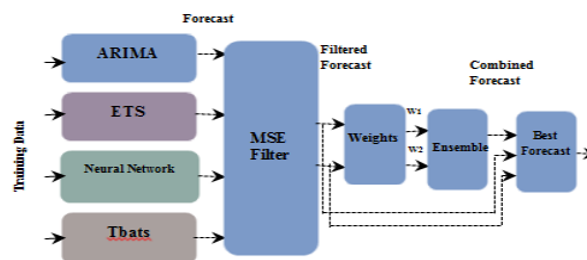 Forecast
ARIMA
ETS
Neural Network
Tbats
Training Data
MSE
Filter
Filtered
Forecast
Weights
W1
W2
Ensemble
Combined
Forecast
Best
Forecast